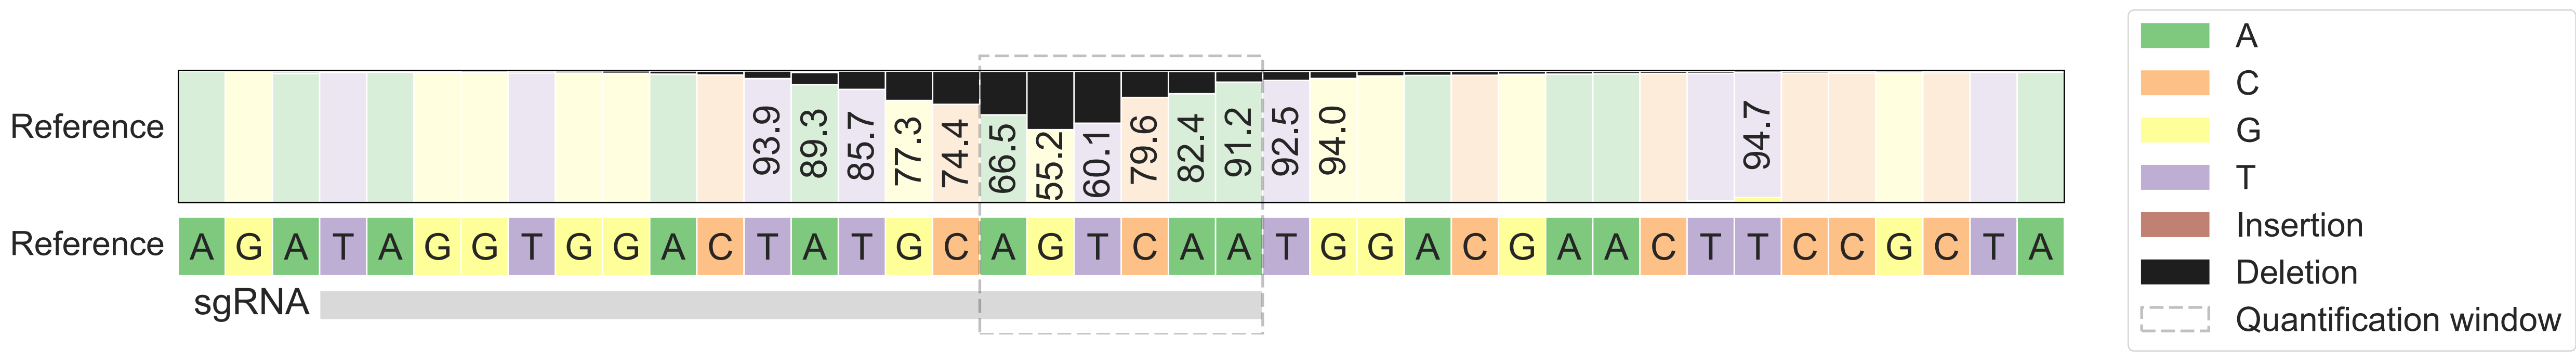 Reference
93.9 89.3 85.7 77.3 74.4 66.5 55.2 60.1 79.6 82.4 91.2 92.5 94.0 94.7
Reference A G A T A G G T G G A C T A T G C A G T C A A T G G A C G A A C T T C C G C T A
sgRNA
A
C
G
T
Insertion
Deletion
Quantification window